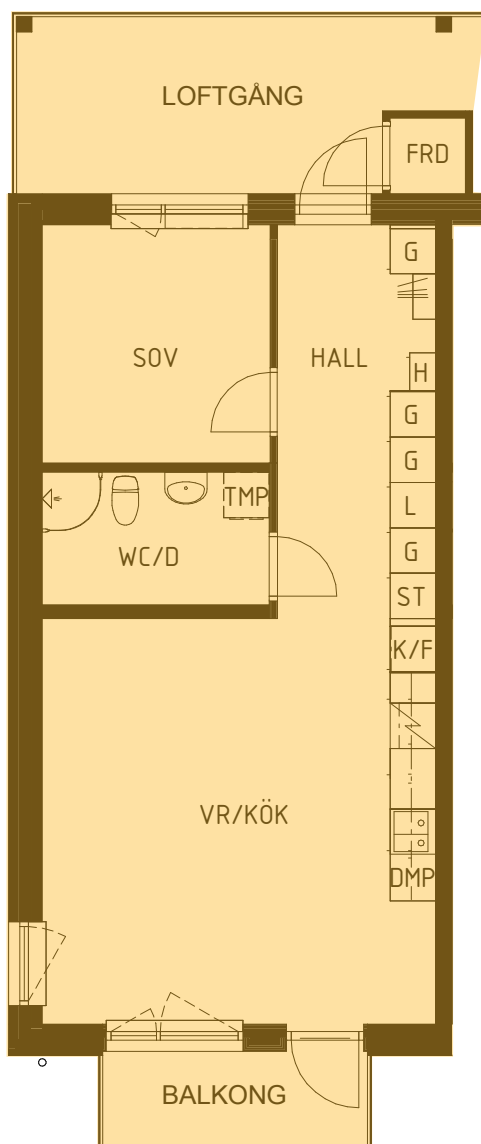 LOFTGÅNG
FRD
G
SOV
HALL
H
G
G
TMP
L
WC/D
G
ST
K/F
VR/KÖK
DMP
BALKONG